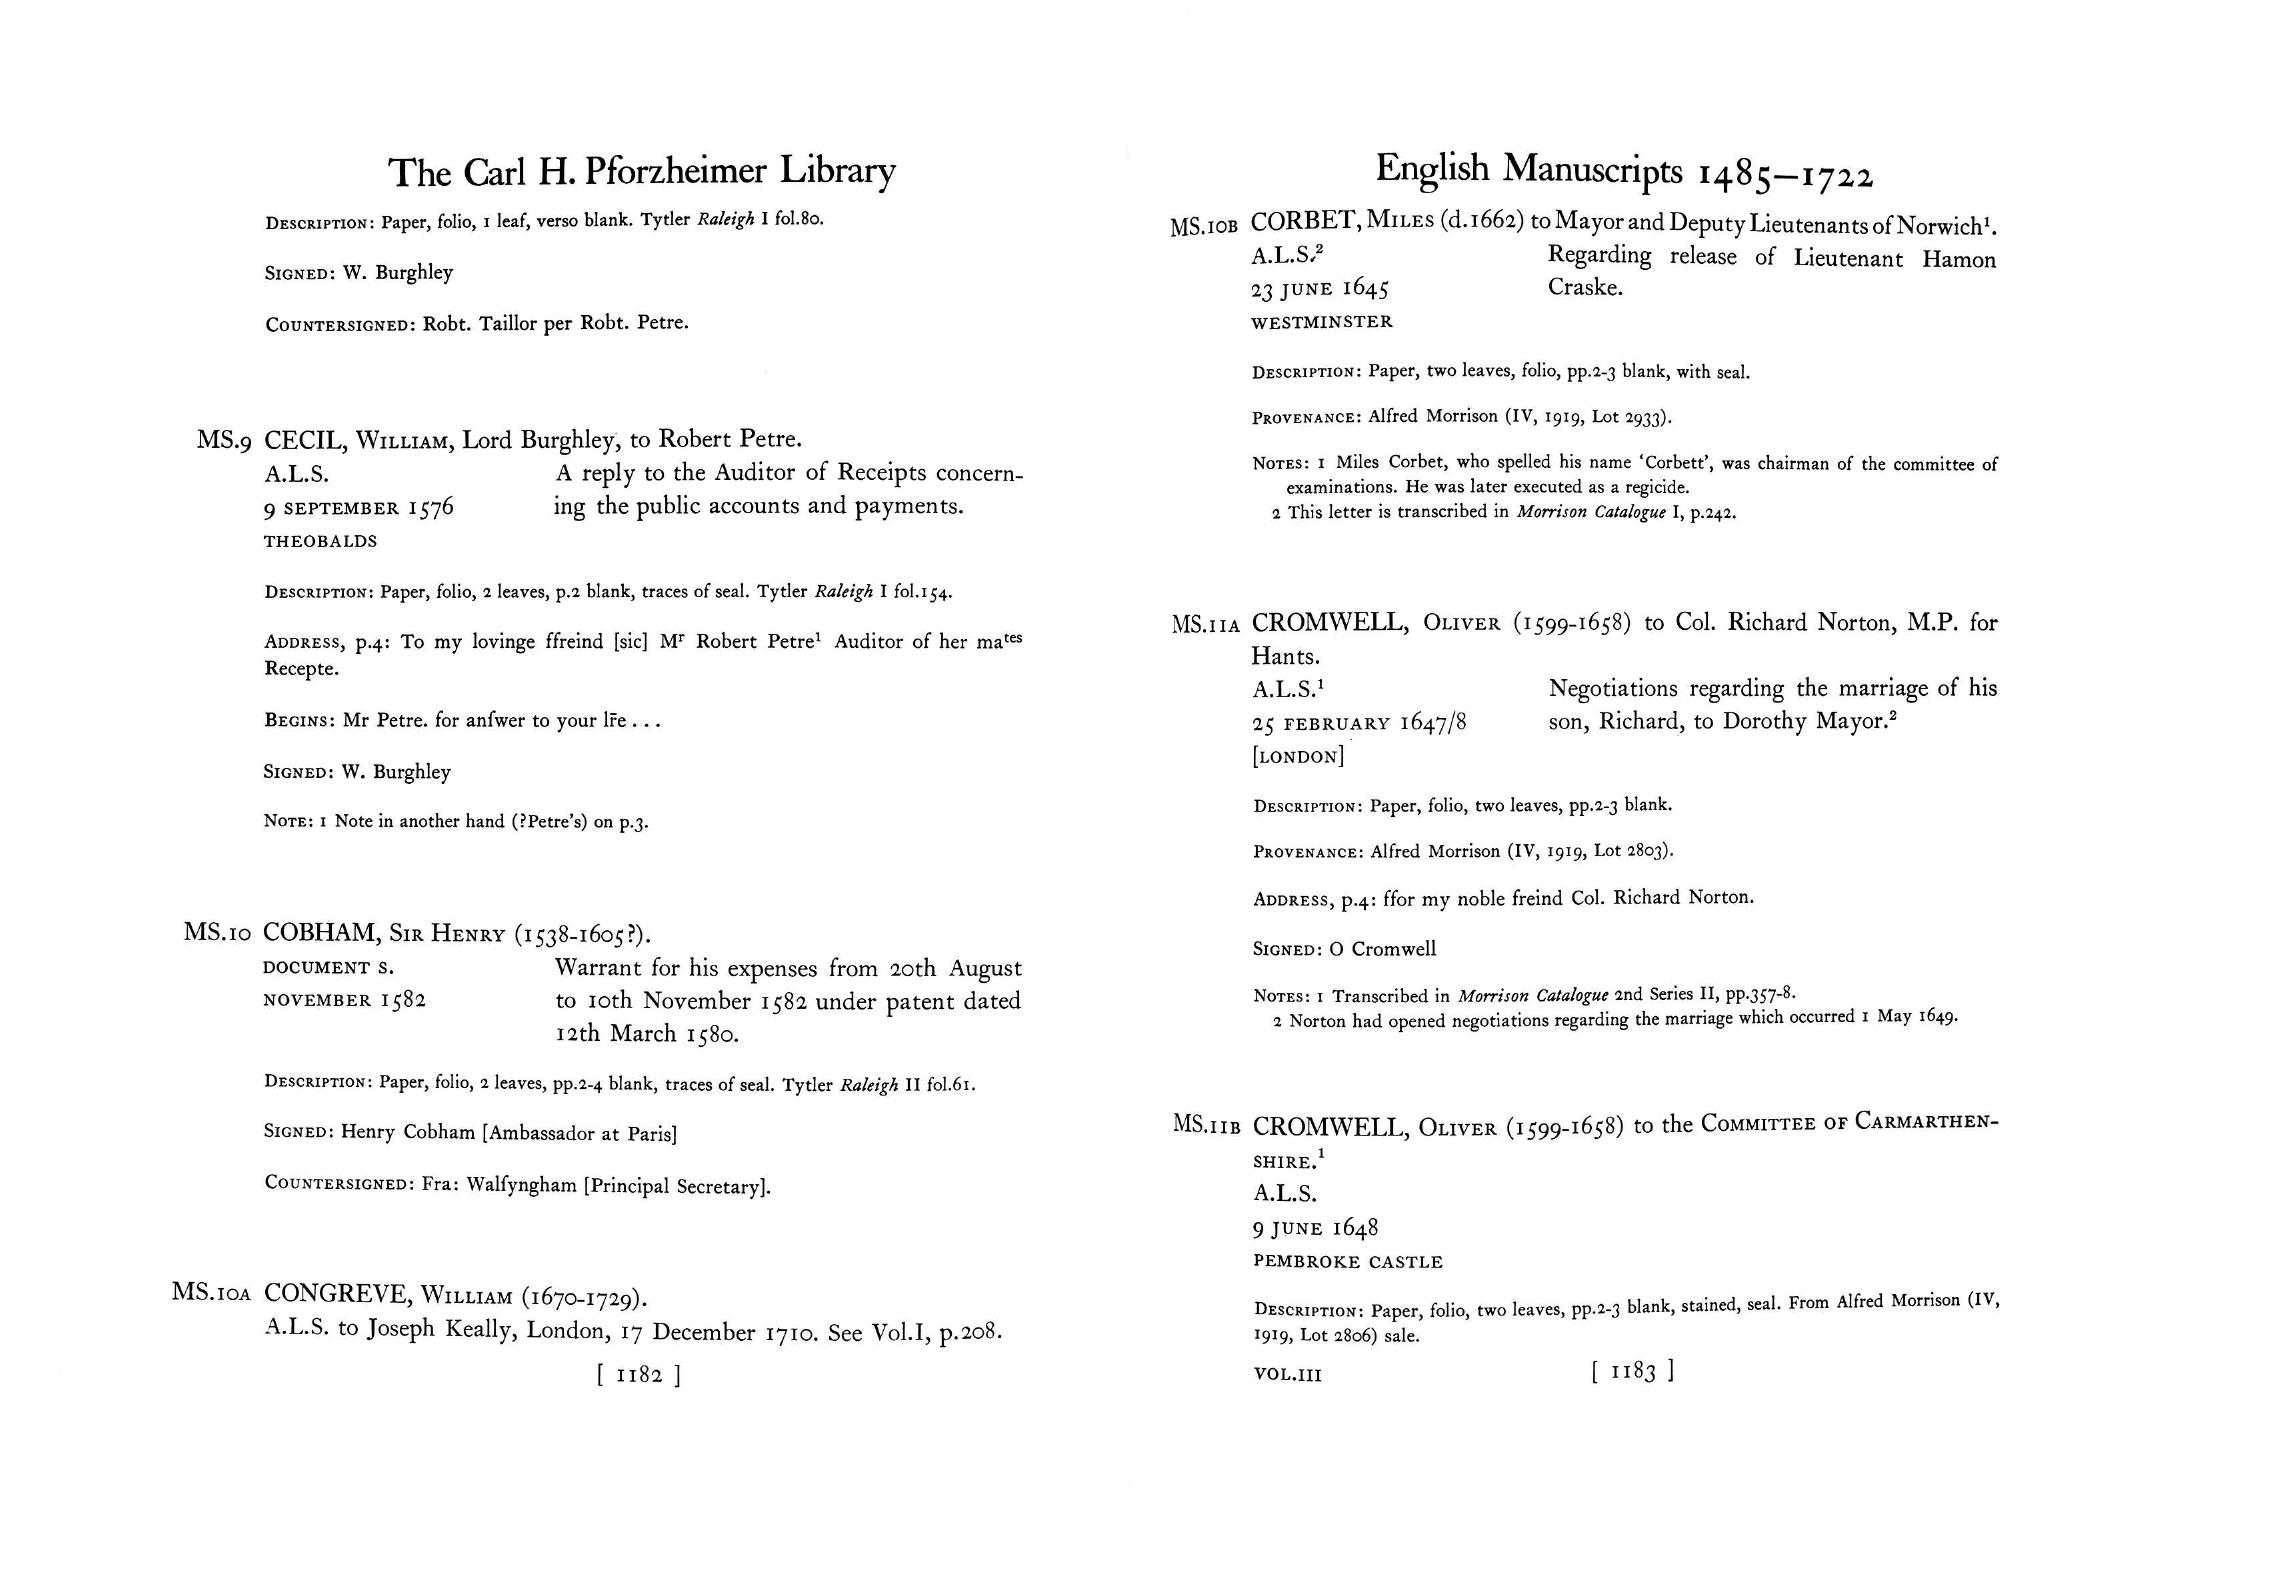 The Carl H. Pforzheimer Library
DESCRIPTION: Paper, folio, 1 leaf, verso blank. Tytler Raleigh I fol.80.
SIGNED: W. Burghley
COUNTERSIGNED: Robt. Taillor per Robt. Petre.
MS.9 CECIL, WILLIAM, Lord Burghley, to Robert Petre.
A.L.S. A reply to the Auditor of Receipts concern-
9 SEPTEMBER 1576 ing the public accounts and payments.
THEOBALDS
DESCRIPTION: Paper, folio, 2 leaves, p.2 blank, traces of seal. Tytler Raleigh I fol.154.
ADDRESS, p.4: To my lovinge ffreind [sic] Mʳ Robert Petre¹ Auditor of her maᵗᵉˢ
Recepte.
BEGINS: Mr Petre. for anſwer to your lr̃e . . .
SIGNED: W. Burghley
NOTE: 1 Note in another hand (?Petre's) on p.3.
MS.10 COBHAM, SIR HENRY (1538-1605?).
DOCUMENT S. Warrant for his expenses from 20th August
NOVEMBER 1582 to 10th November 1582 under patent dated
12th March 1580.
DESCRIPTION: Paper, folio, 2 leaves, pp.2-4 blank, traces of seal. Tytler Raleigh II fol.61.
SIGNED: Henry Cobham [Ambassador at Paris]
COUNTERSIGNED: Fra: Walſyngham [Principal Secretary].
MS.10A CONGREVE, WILLIAM (1670-1729).
A.L.S. to Joseph Keally, London, 17 December 1710. See Vol.I, p.208.
[ 1182 ]
English Manuscripts 1485—1722
MS.10B CORBET, MILES (d.1662) to Mayor and Deputy Lieutenants of Norwich¹.
A.L.S.² Regarding release of Lieutenant Hamon
23 JUNE 1645 Craske.
WESTMINSTER
DESCRIPTION: Paper, two leaves, folio, pp.2-3 blank, with seal.
PROVENANCE: Alfred Morrison (IV, 1919, Lot 2933).
NOTES: 1 Miles Corbet, who spelled his name ‘Corbett’, was chairman of the committee of
examinations. He was later executed as a regicide.
2 This letter is transcribed in Morrison Catalogue I, p.242.
MS.11A CROMWELL, OLIVER (1599-1658) to Col. Richard Norton, M.P. for
Hants.
A.L.S.¹ Negotiations regarding the marriage of his
25 FEBRUARY 1647/8 son, Richard, to Dorothy Mayor.²
[LONDON]
DESCRIPTION: Paper, folio, two leaves, pp.2-3 blank.
PROVENANCE: Alfred Morrison (IV, 1919, Lot 2803).
ADDRESS, p.4: ffor my noble freind Col. Richard Norton.
SIGNED: O Cromwell
NOTES: 1 Transcribed in Morrison Catalogue 2nd Series II, pp.357-8.
2 Norton had opened negotiations regarding the marriage which occurred 1 May 1649.
MS.11B CROMWELL, OLIVER (1599-1658) to the COMMITTEE OF CARMARTHEN-
SHIRE.¹
A.L.S.
9 JUNE 1648
PEMBROKE CASTLE
DESCRIPTION: Paper, folio, two leaves, pp.2-3 blank, stained, seal. From Alfred Morrison (IV,
1919, Lot 2806) sale.
VOL.III [ 1183 ]